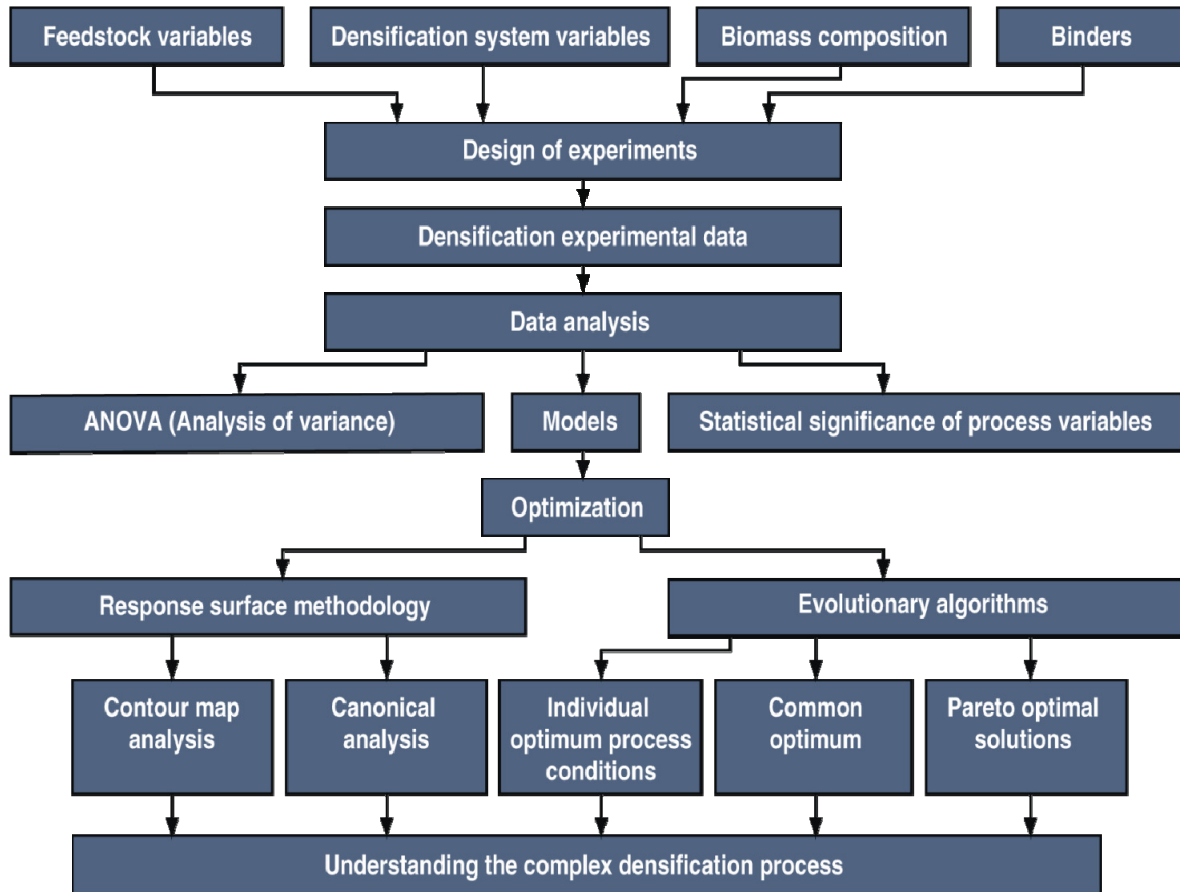 Feedstock variables
Densification system variables
Biomass composition
Binders
Design of experiments
Densification experimental data
Data analysis
ANOVA (Analysis of variance)
Models
Statistical significance of process variables
Optimization
Response surface methodology
Evolutionary algorithms
Contour map
analysis
Canonical
analysis
Individual
optimum process
conditions
Common
optimum
Pareto optimal
solutions
Understanding the complex densification process